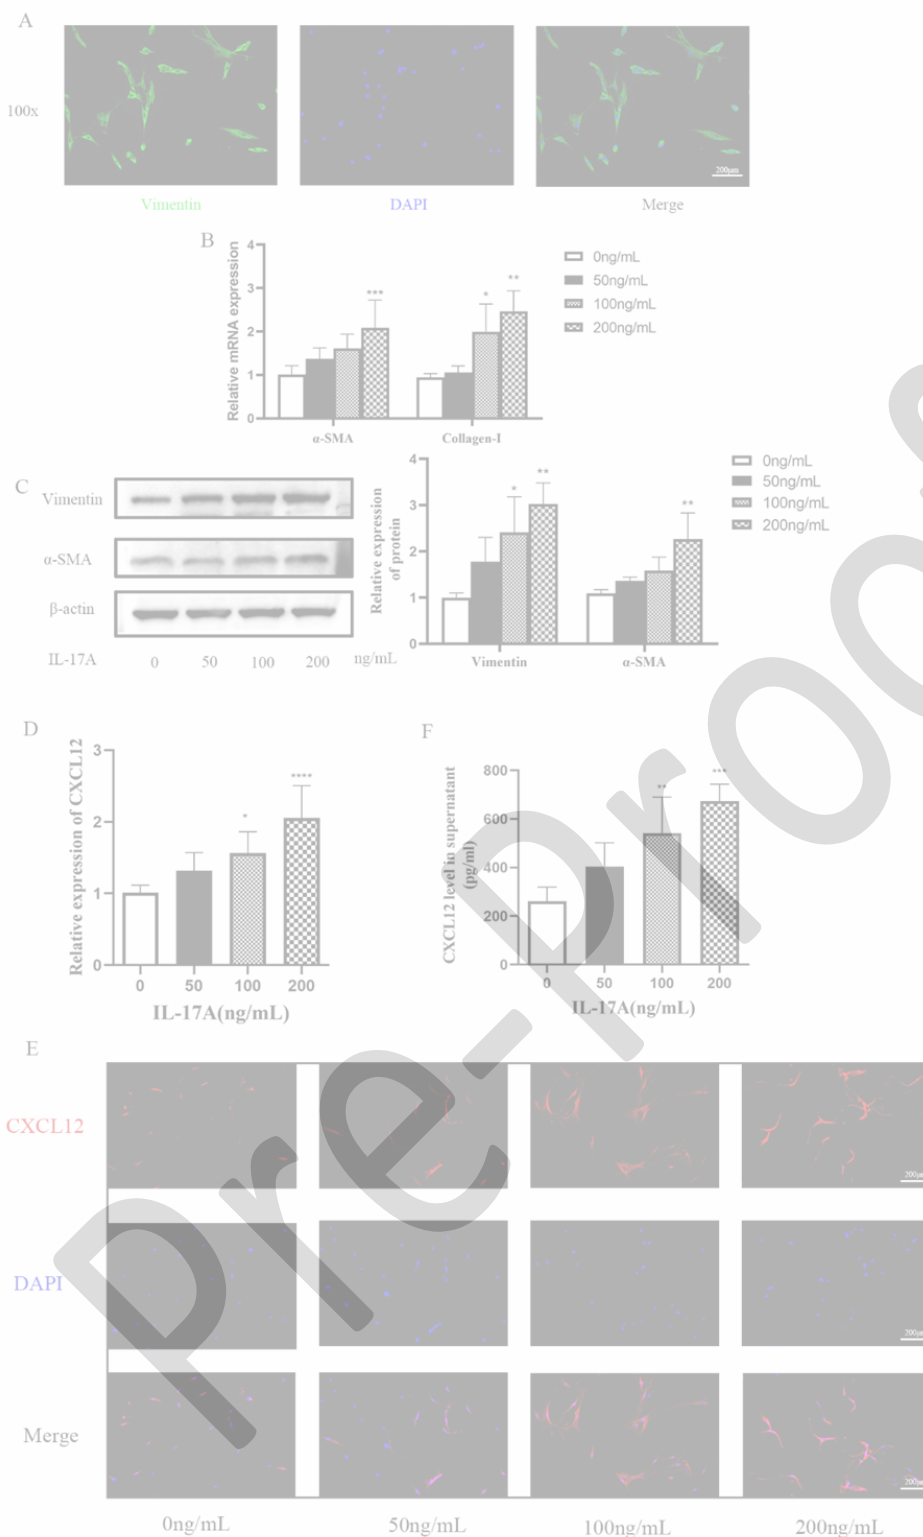 A
100x
200μm
Vimentin DAPI Merge
B
Relative mRNA expression
4
3
2
1
0
***
*
**
α-SMA Collagen-I
0ng/mL
50ng/mL
100ng/mL
200ng/mL
C
Vimentin
α-SMA
β-actin
IL-17A 0 50 100 200 ng/mL
Relative expression
of protein
4
3
2
1
0
*
**
**
Vimentin α-SMA
0ng/mL
50ng/mL
100ng/mL
200ng/mL
D
Relative expression of CXCL12
3
2
1
0
*
****
0 50 100 200
IL-17A(ng/mL)
F
CXCL12 level in supernatant
(pg/ml)
800
600
400
200
0
**
***
0 50 100 200
IL-17A(ng/mL)
E
CXCL12
200μm
DAPI
200μm
Merge
200μm
0ng/mL 50ng/mL 100ng/mL 200ng/mL
Pre-proo